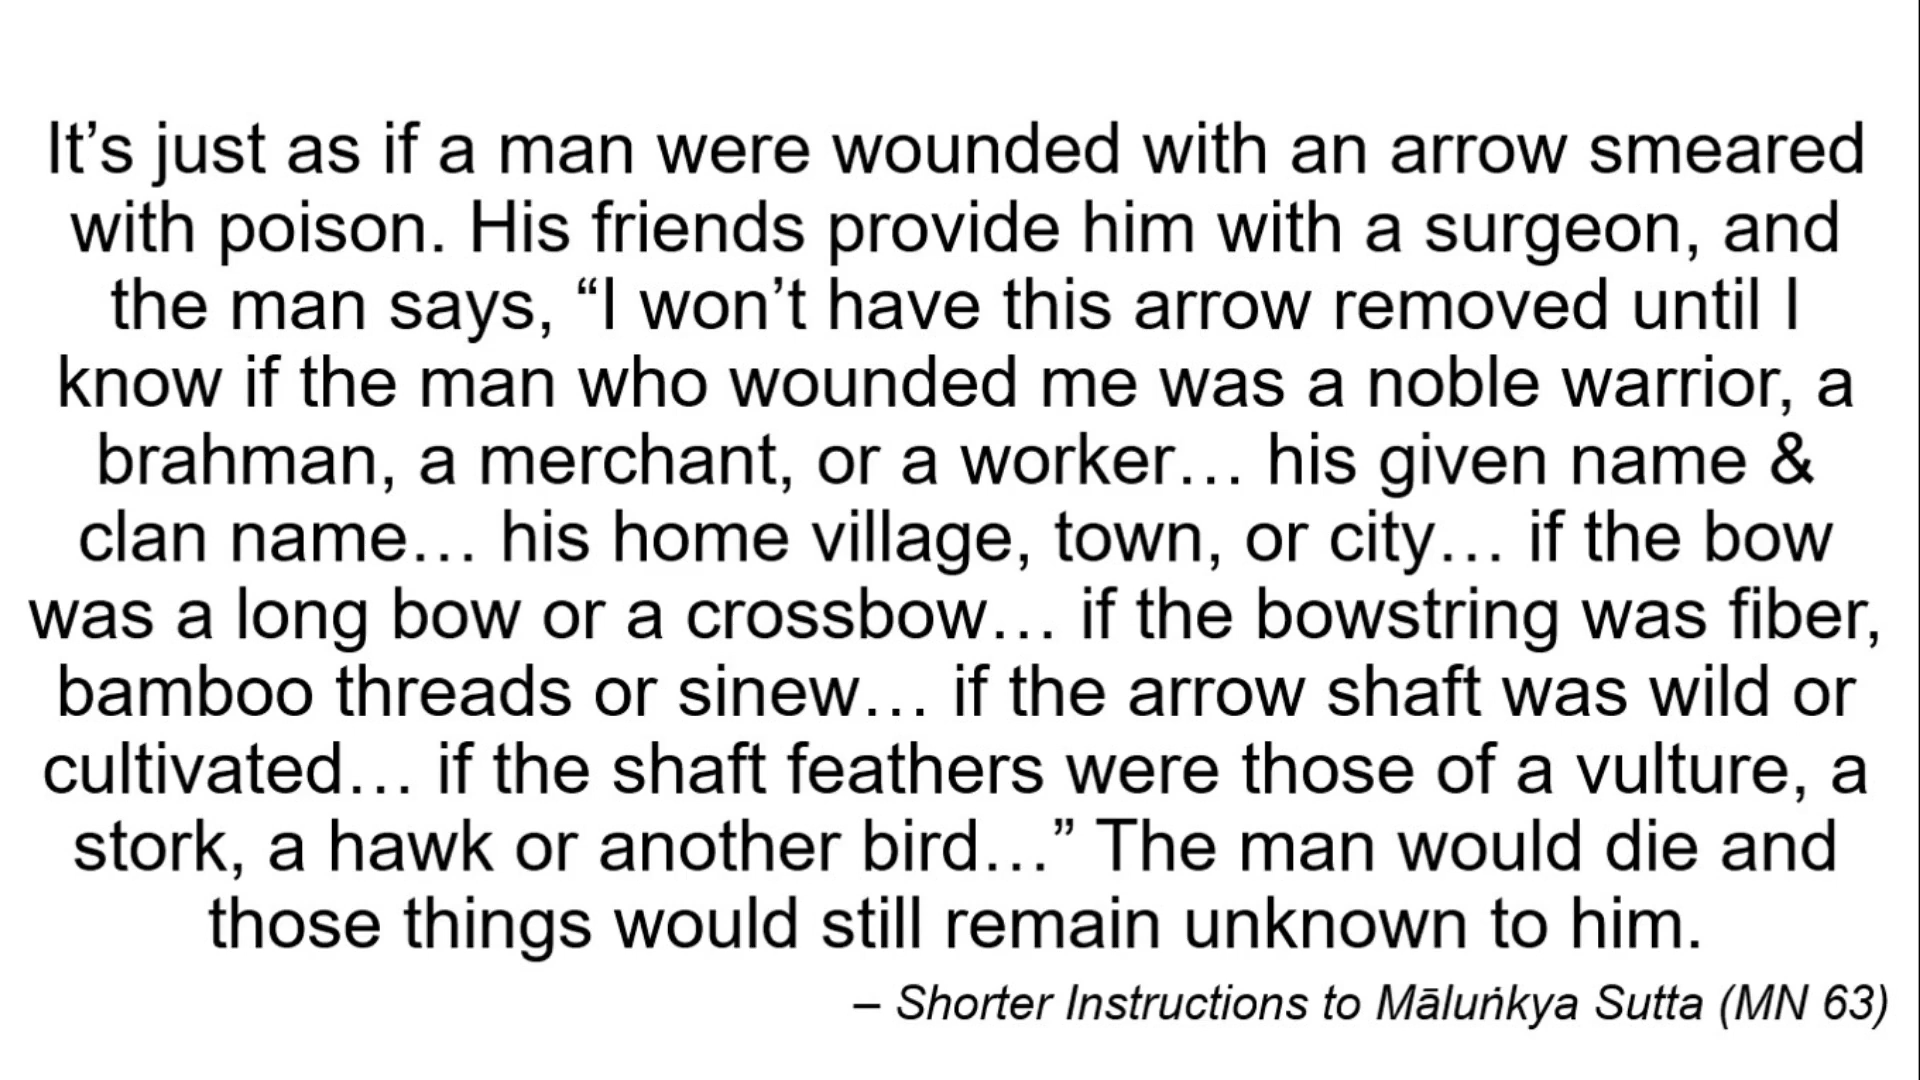 It’s just as if a man were wounded with an arrow smeared
with poison. His friends provide him with a surgeon, and
the man says, “I won’t have this arrow removed until I
know if the man who wounded me was a noble warrior, a
brahman, a merchant, or a worker… his given name &
clan name… his home village, town, or city… if the bow
was a long bow or a crossbow… if the bowstring was fiber,
bamboo threads or sinew… if the arrow shaft was wild or
cultivated… if the shaft feathers were those of a vulture, a
stork, a hawk or another bird…” The man would die and
those things would still remain unknown to him.
– Shorter Instructions to Māluṅkya Sutta (MN 63)